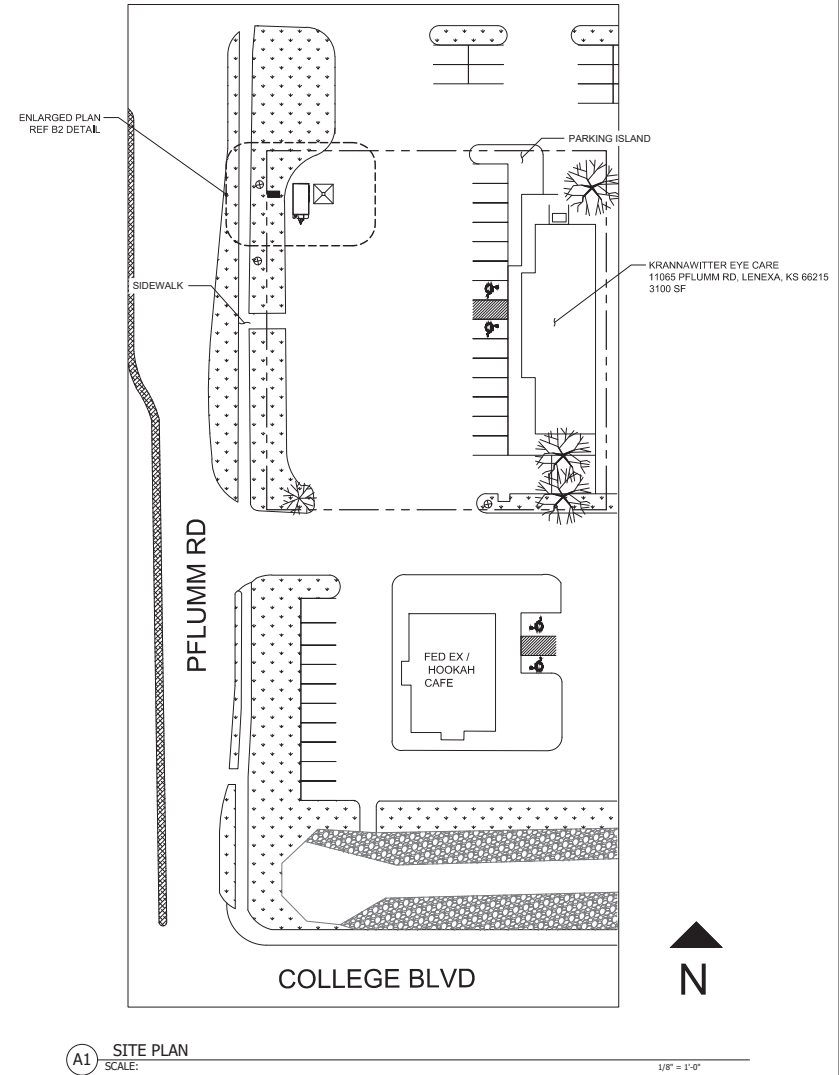 ENLARGED PLAN
REF B2 DETAIL
PARKING ISLAND
KRANNAWITTER EYE CARE
11065 PFLUMM RD, LENEXA, KS 66215
3100 SF
SIDEWALK
PFLUMM RD
FED EX /
HOOKAH
CAFE
COLLEGE BLVD
N
A1
SITE PLAN
SCALE:
1/8" = 1'-0"